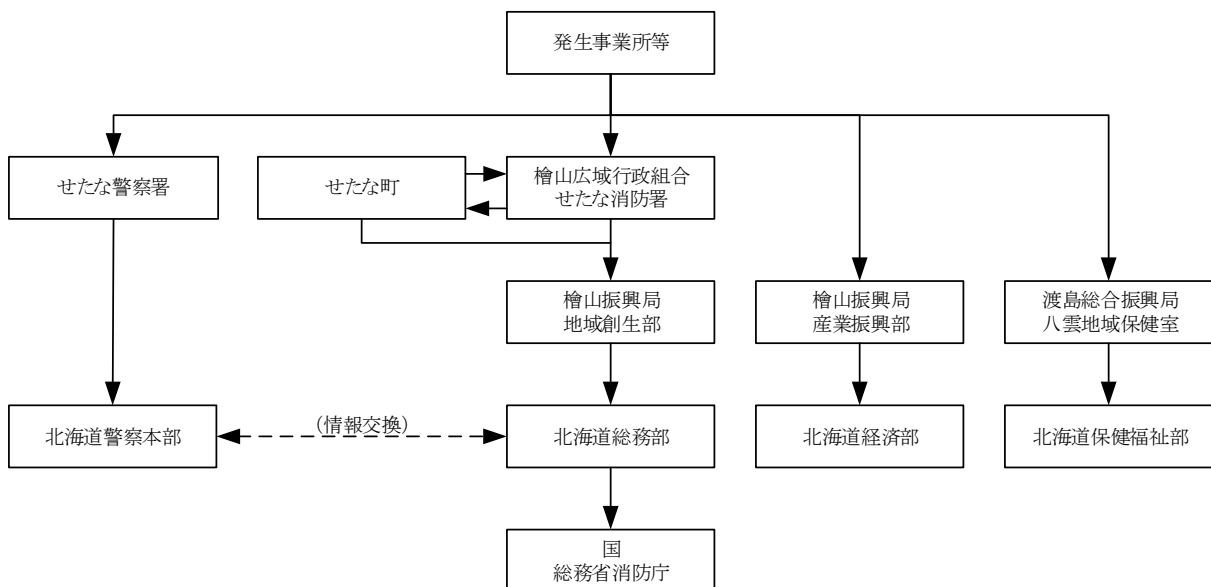 発生事業所等
せたな警察署
せたな町
檜山広域行政組合
せたな消防署
檜山振興局
地域創生部
檜山振興局
産業振興部
渡島総合振興局
八雲地域保健室
北海道警察本部
(情報交換)
北海道総務部
北海道経済部
北海道保健福祉部
国
総務省消防庁